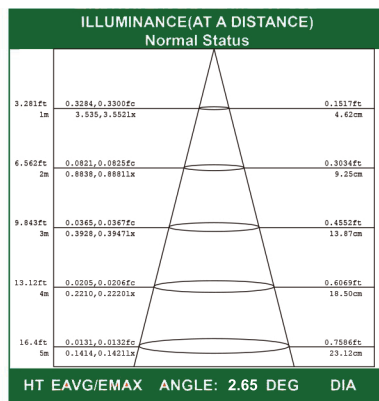 ILLUMINANCE(AT A DISTANCE)
Normal Status
3.281ft 0.3284,0.3300fc 0.1517ft
1m 3.535,3.552lx 4.62cm
6.562ft 0.0821,0.0825fc 0.3034ft
2m 0.8838,0.8881lx 9.25cm
9.843ft 0.0365,0.0367fc 0.4552ft
3m 0.3928,0.3947lx 13.87cm
13.12ft 0.0205,0.0206fc 0.6069ft
4m 0.2210,0.2220lx 18.50cm
16.4ft 0.0131,0.0132fc 0.7586ft
5m 0.1414,0.1421lx 23.12cm
HT EAVG/EMAX ANGLE: 2.65 DEG DIA